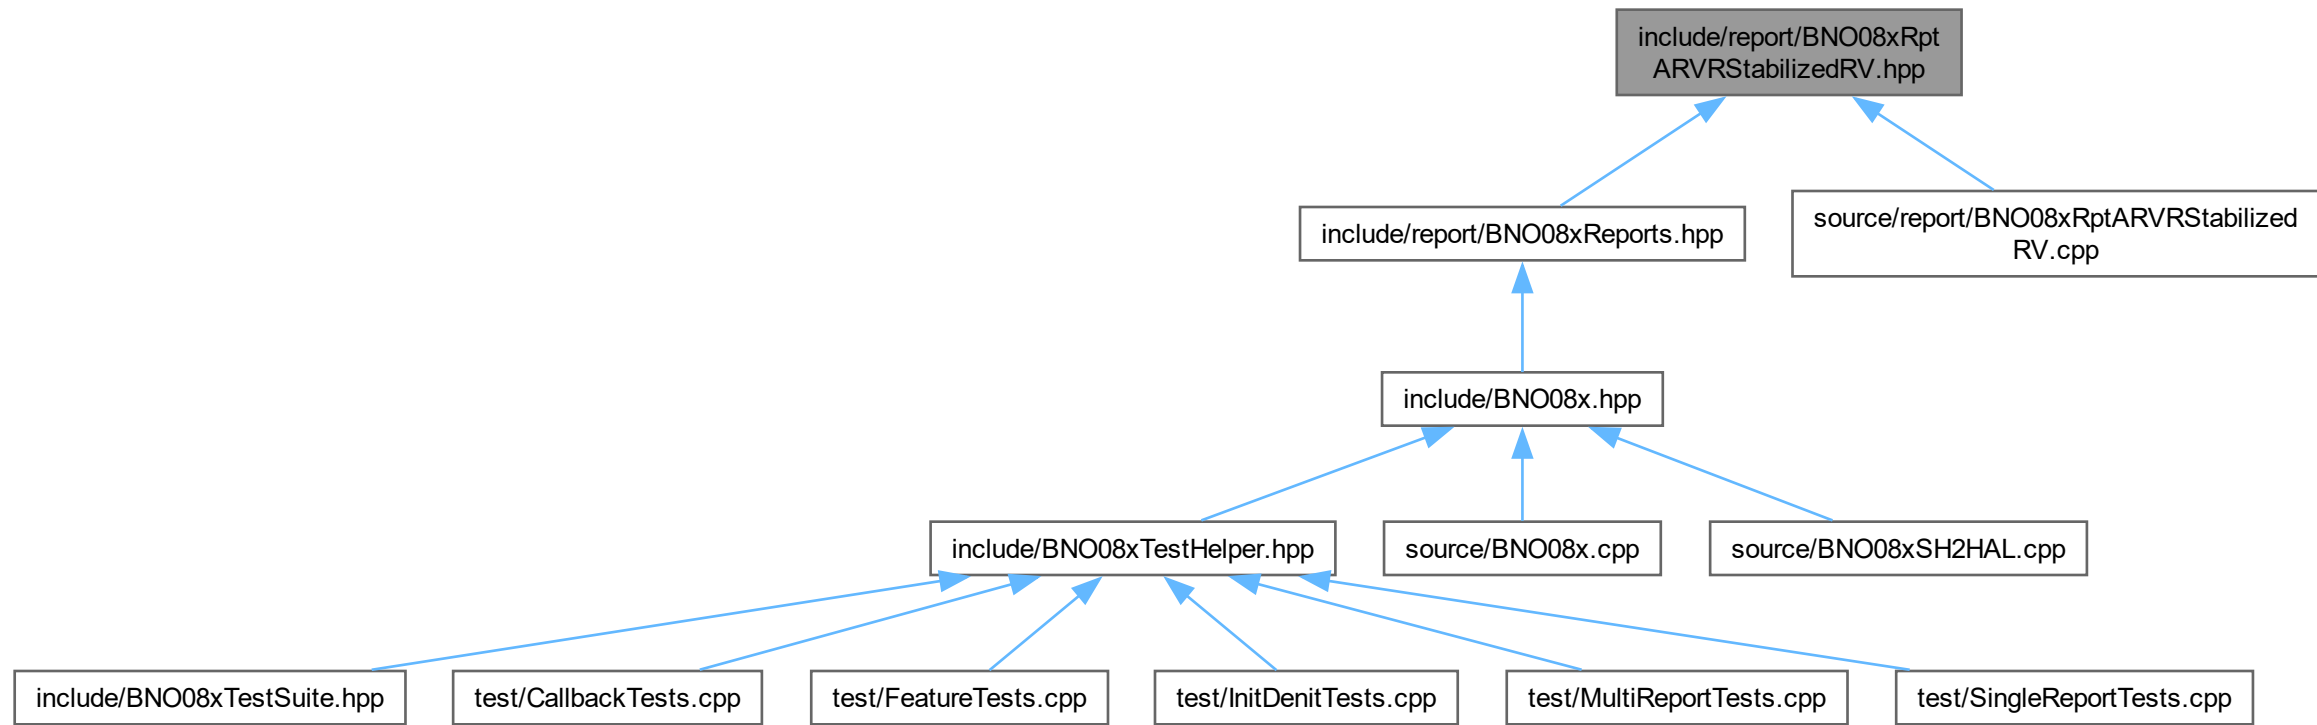 include/report/BNO08xRpt
ARVRStabilizedRV.hpp
include/report/BNO08xReports.hpp
source/report/BNO08xRptARVRStabilized
RV.cpp
include/BNO08x.hpp
include/BNO08xTestHelper.hpp
source/BNO08x.cpp
source/BNO08xSH2HAL.cpp
include/BNO08xTestSuite.hpp
test/CallbackTests.cpp
test/FeatureTests.cpp
test/InitDenitTests.cpp
test/MultiReportTests.cpp
test/SingleReportTests.cpp